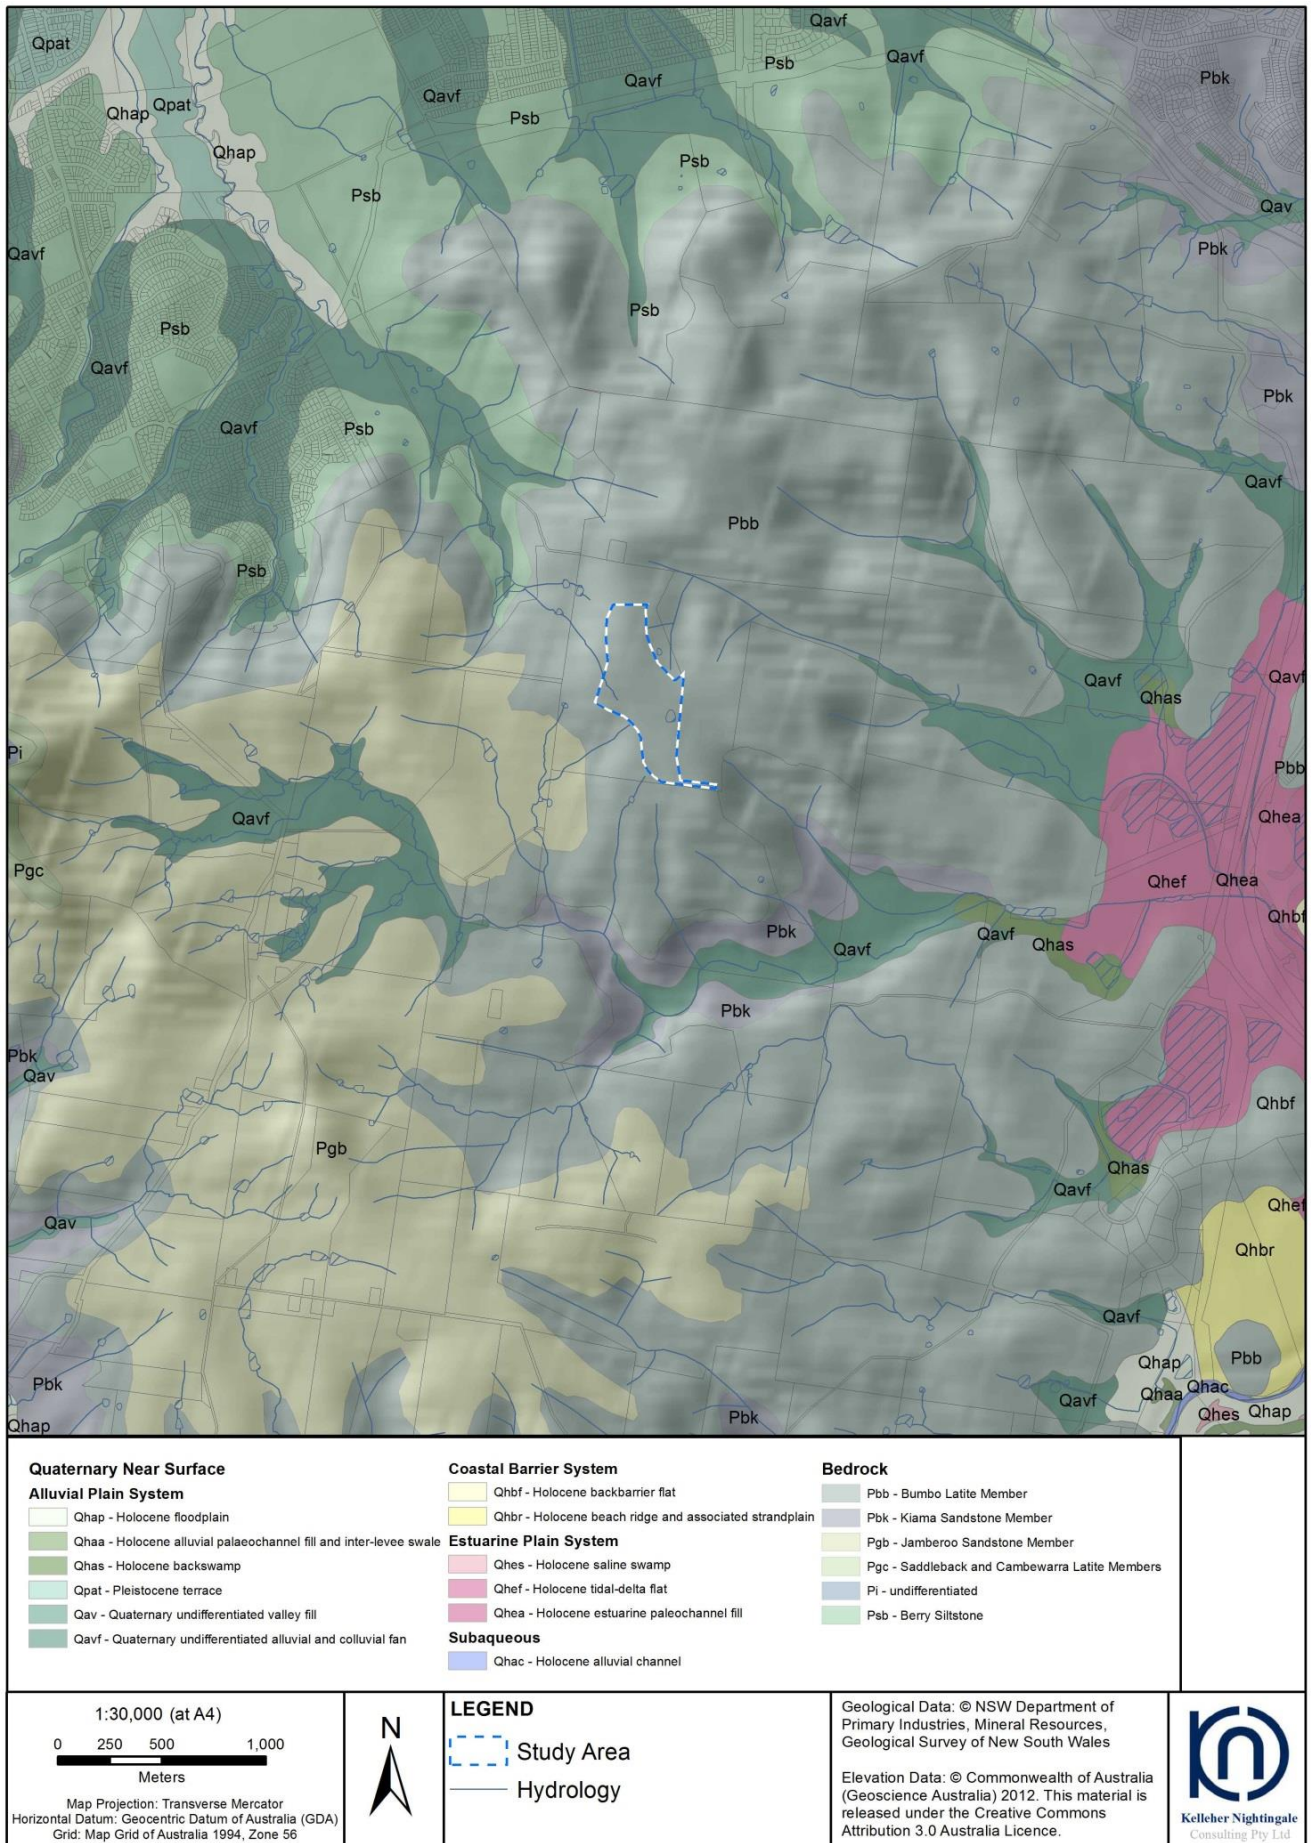 Qavf
Qpat
Qavf
Psb
Qavf
Pbk
Qavf
Qpat
Qhap
Psb
Qhap
Psb
Psb
Qav
Pbk
Qavf
Psb
Psb
Qavf
Pbk
Qavf
Psb
Qavf
Pbb
Psb
Qavf
Qavf
Qhas
Pi
Pbb
Qavf
Qhea
Pgc
Qhef
Qhea
Qhbf
Pbk
Qavf
Qavf
Qhas
Pbk
Pbk
Qav
Qhbf
Pgb
Qhas
Qavf
Qhef
Qav
Qhbr
Qavf
Qhap
Pbb
Pbk
Qhac
Qavf
Qhaa
Qhap
Pbk
Qhes
Qhap
Quaternary Near Surface
Alluvial Plain System
Qhap - Holocene floodplain
Qhaa - Holocene alluvial palaeochannel fill and inter-levee swale
Qhas - Holocene backswamp
Qpat - Pleistocene terrace
Qav - Quaternary undifferentiated valley fill
Qavf - Quaternary undifferentiated alluvial and colluvial fan
Coastal Barrier System
Qhbf - Holocene backbarrier flat
Qhbr - Holocene beach ridge and associated strandplain
Estuarine Plain System
Qhes - Holocene saline swamp
Qhef - Holocene tidal-delta flat
Qhea - Holocene estuarine paleochannel fill
Subaqueous
Qhac - Holocene alluvial channel
Bedrock
Pbb - Bumbo Latite Member
Pbk - Kiama Sandstone Member
Pgb - Jamberoo Sandstone Member
Pgc - Saddleback and Cambewarra Latite Members
Pi - undifferentiated
Psb - Berry Siltstone
1:30,000 (at A4)
0 250 500 1,000
Meters
Map Projection: Transverse Mercator
Horizontal Datum: Geocentric Datum of Australia (GDA)
Grid: Map Grid of Australia 1994, Zone 56
N
LEGEND
Study Area
Hydrology
Geological Data: © NSW Department of
Primary Industries, Mineral Resources,
Geological Survey of New South Wales
Elevation Data: © Commonwealth of Australia
(Geoscience Australia) 2012. This material is
released under the Creative Commons
Attribution 3.0 Australia Licence.
Kelleher Nightingale
Consulting Pty Ltd